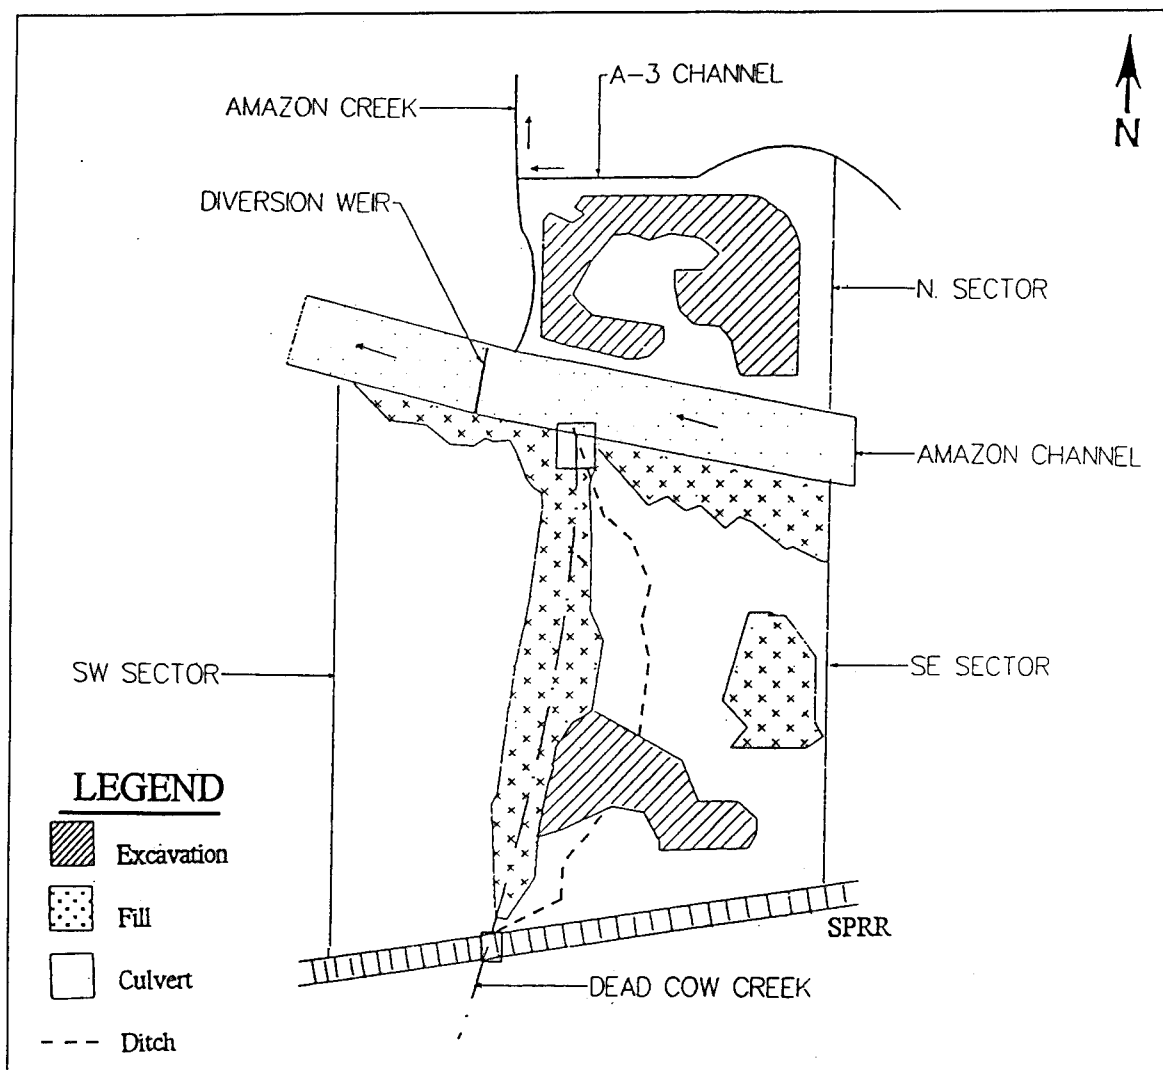 A-3 CHANNEL
AMAZON CREEK
N
DIVERSION WEIR
N. SECTOR
AMAZON CHANNEL
SW SECTOR
SE SECTOR
LEGEND
Excavation
Fill
SPRR
Culvert
DEAD COW CREEK
Ditch